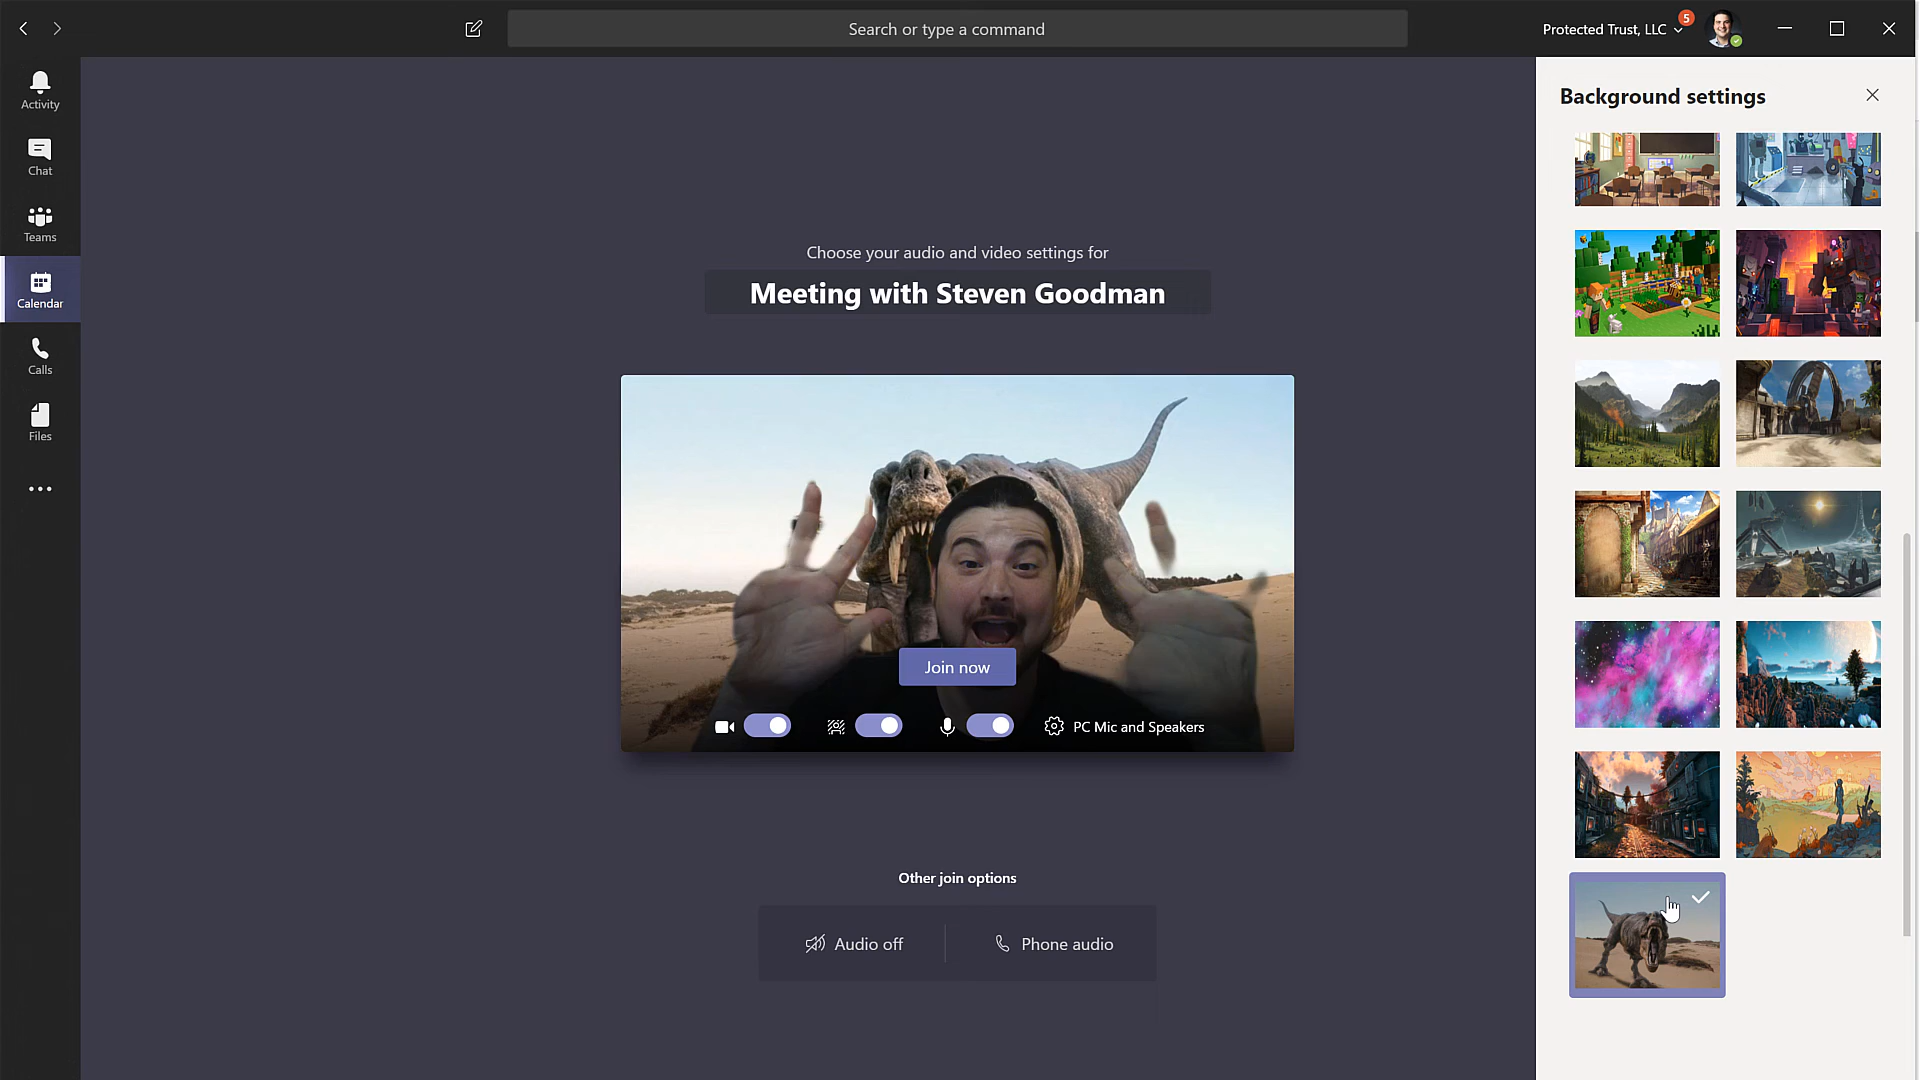 Search or type a command
Protected Trust, LLC
5
Activity
Chat
Teams
Calendar
Calls
Files
Choose your audio and video settings for
Meeting with Steven Goodman
Join now
PC Mic and Speakers
Other join options
Audio off
Phone audio
Background settings